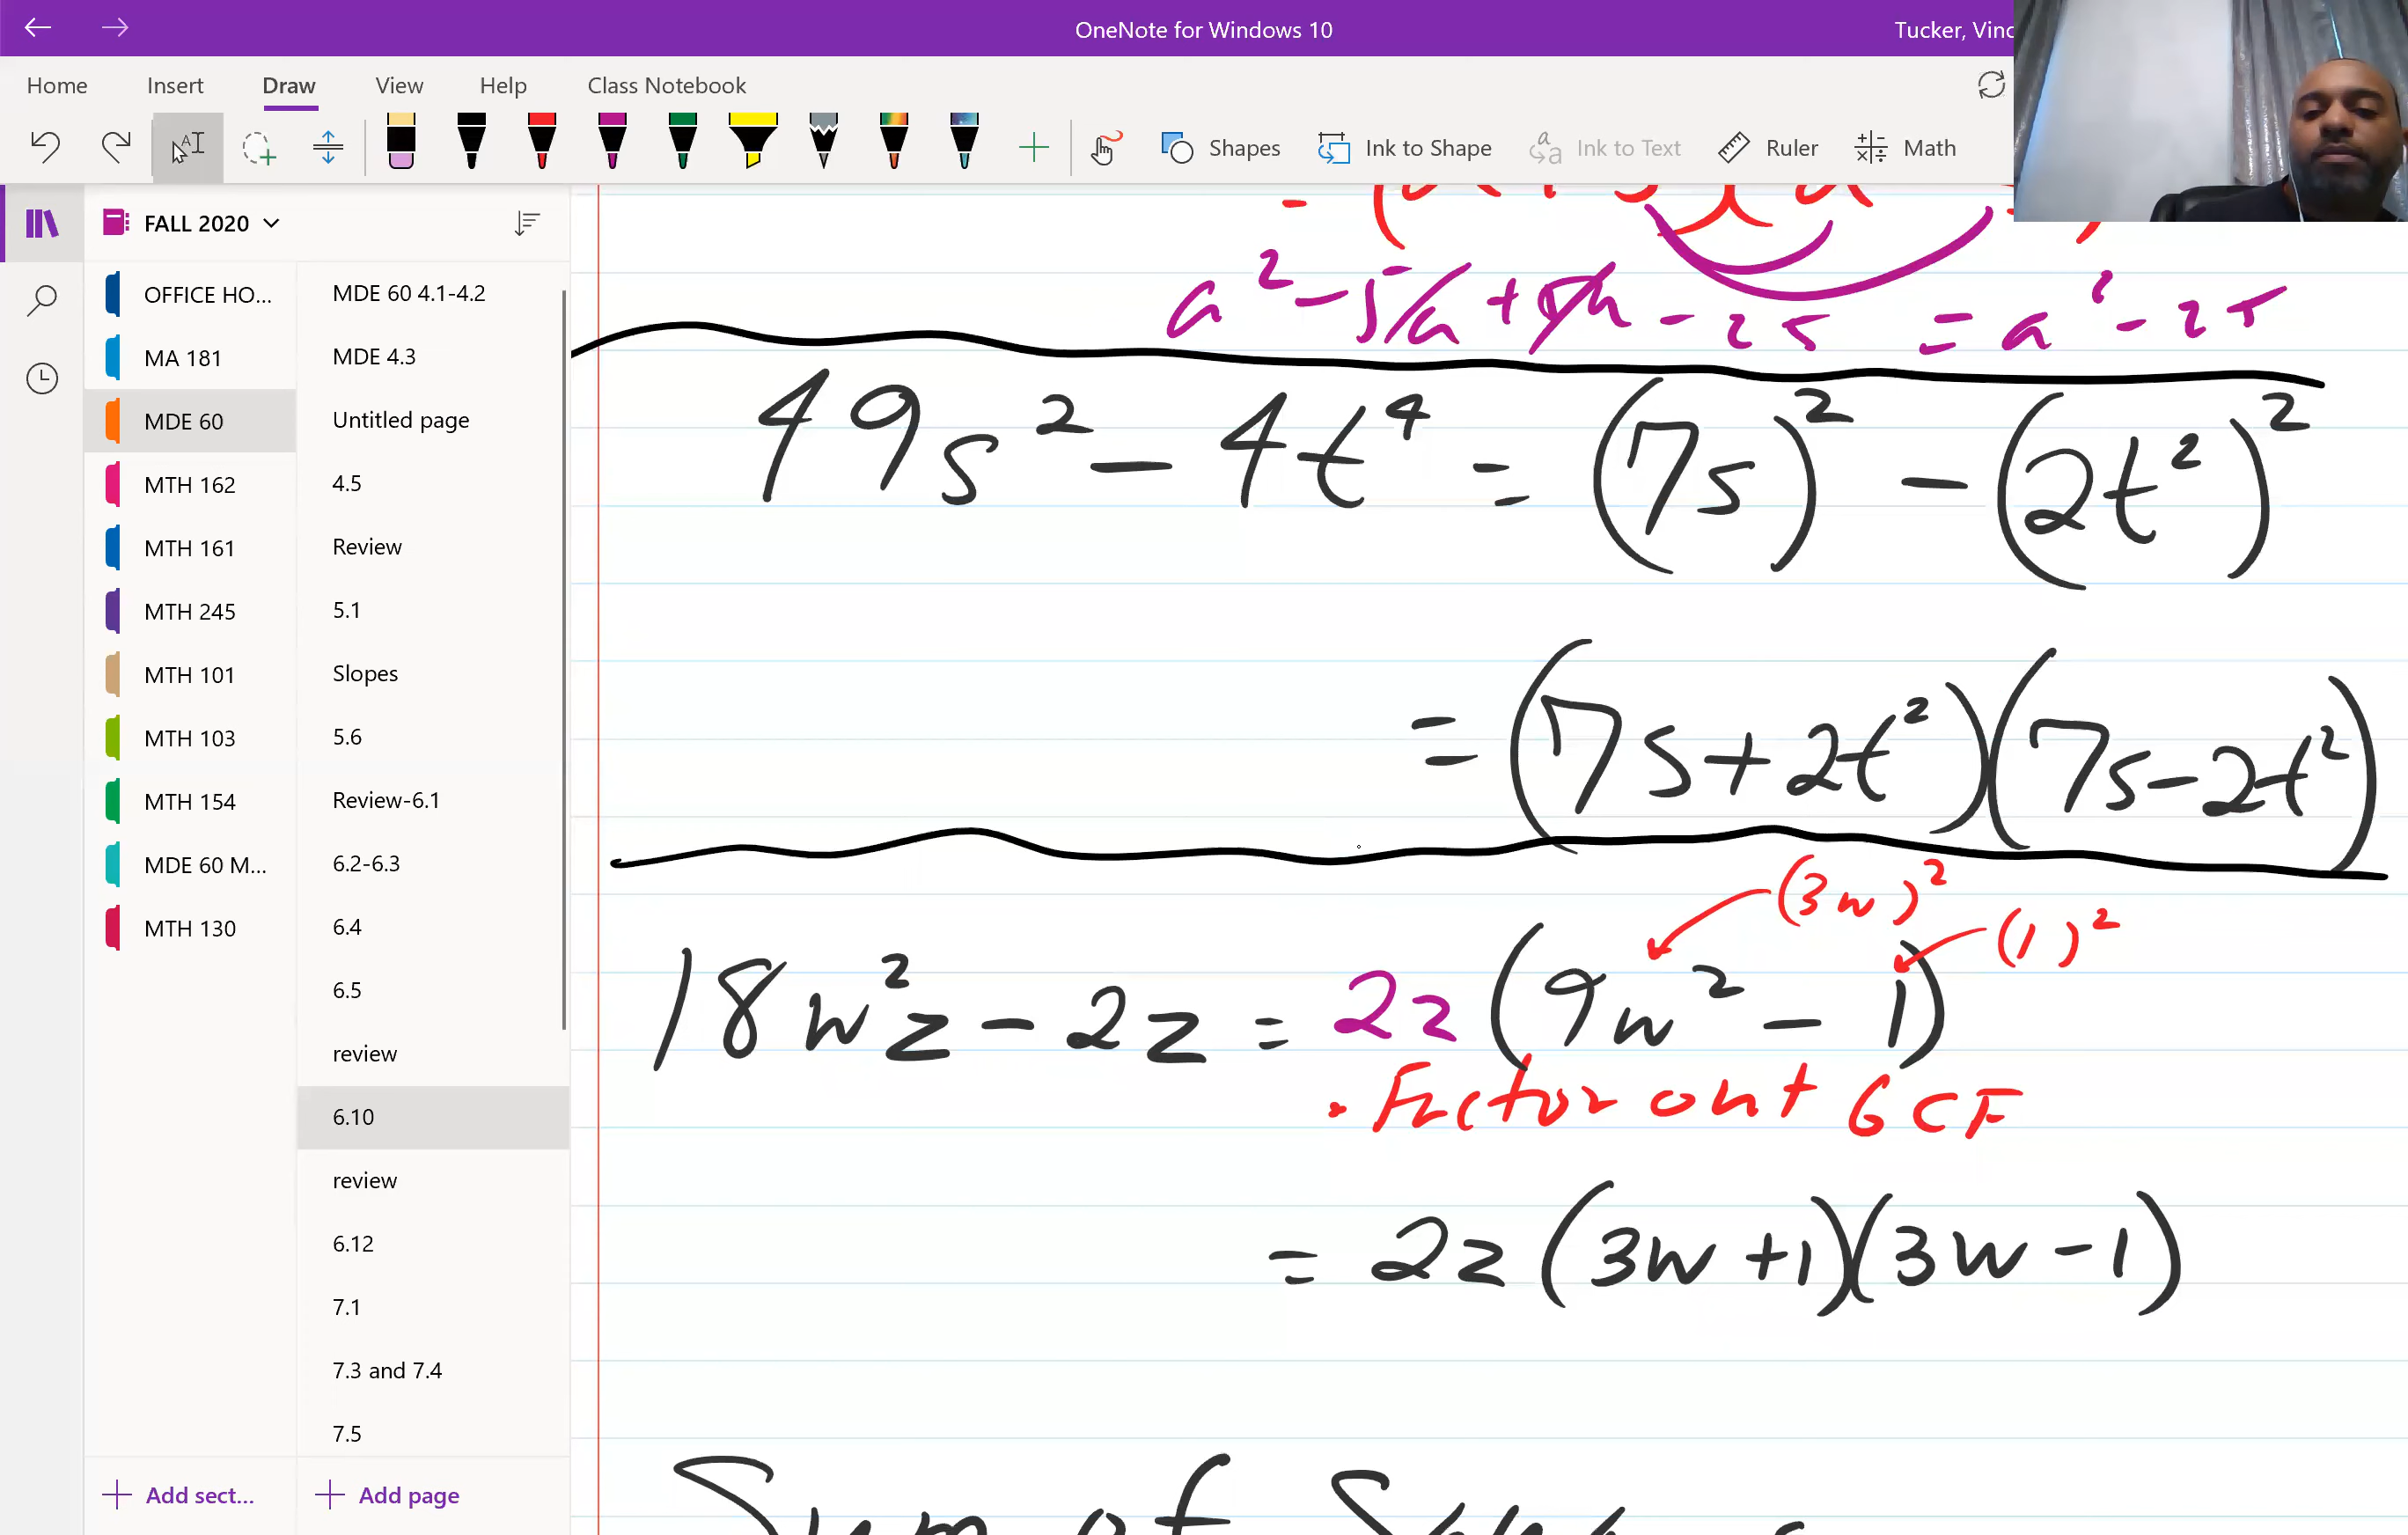 OneNote for Windows 10
Tucker, Vinc
Home Insert Draw View Help Class Notebook
Shapes Ink to Shape Ink to Text Ruler Math
FALL 2020
OFFICE HO...
MA 181
MDE 60
MTH 162
MTH 161
MTH 245
MTH 101
MTH 103
MTH 154
MDE 60 M...
MTH 130
Add sect...
MDE 60 4.1-4.2
MDE 4.3
Untitled page
4.5
Review
5.1
Slopes
5.6
Review-6.1
6.2-6.3
6.4
6.5
review
6.10
review
6.12
7.1
7.3 and 7.4
7.5
Add page
a² - 5a + 5a - 25 = a² - 25
49s² - 4t⁴ = (7s)² - (2t²)²
= (7s + 2t²)(7s - 2t²)
(3w)²
(1)²
18w²z - 2z = 2z(9w² - 1)
• Factor out GCF
= 2z(3w + 1)(3w - 1)
Sum of